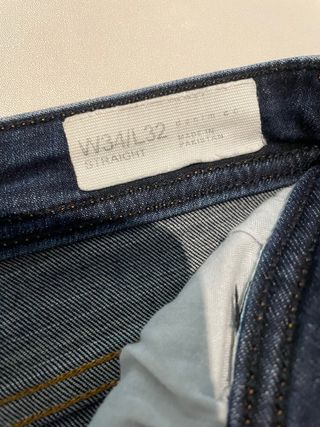 W34/L32
STRAIGHT
denim co.
MADE IN
PAKISTAN